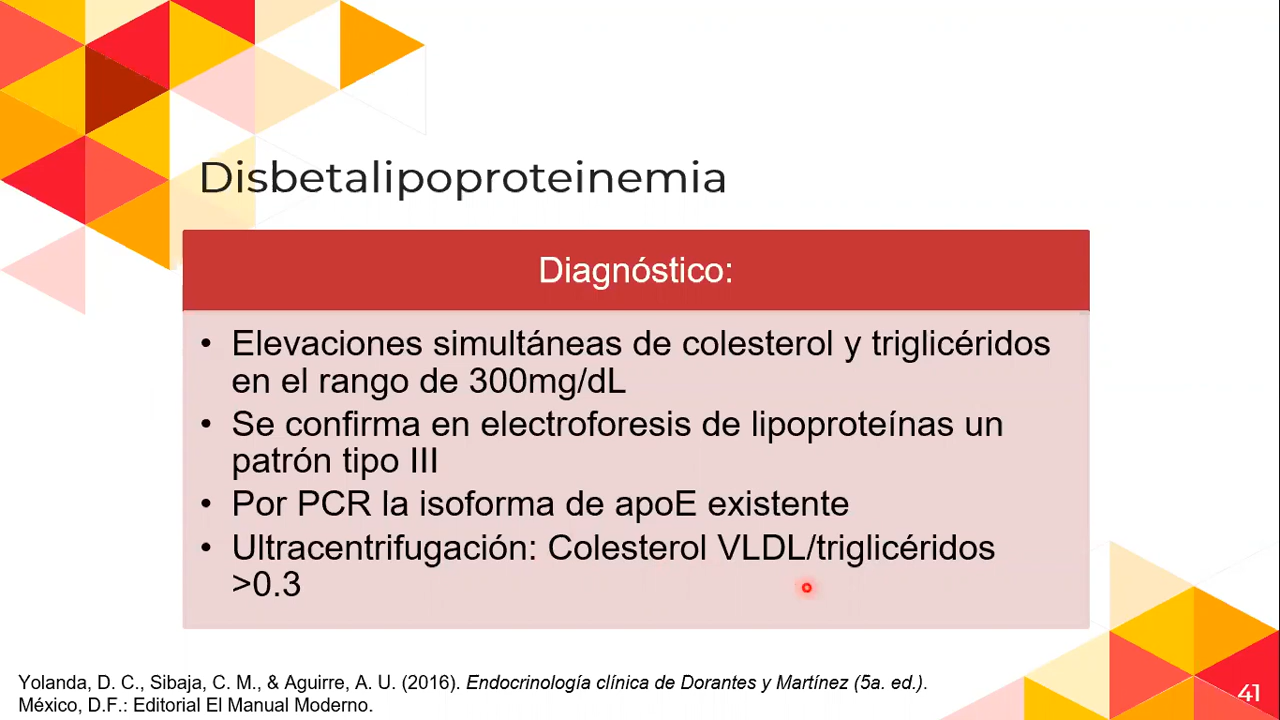 Disbetalipoproteinemia
Diagnóstico:
• Elevaciones simultáneas de colesterol y triglicéridos
en el rango de 300mg/dL
• Se confirma en electroforesis de lipoproteínas un
patrón tipo III
• Por PCR la isoforma de apoE existente
• Ultracentrifugación: Colesterol VLDL/triglicéridos
>0.3
Yolanda, D. C., Sibaja, C. M., & Aguirre, A. U. (2016). Endocrinología clínica de Dorantes y Martínez (5a. ed.).
México, D.F.: Editorial El Manual Moderno.
41